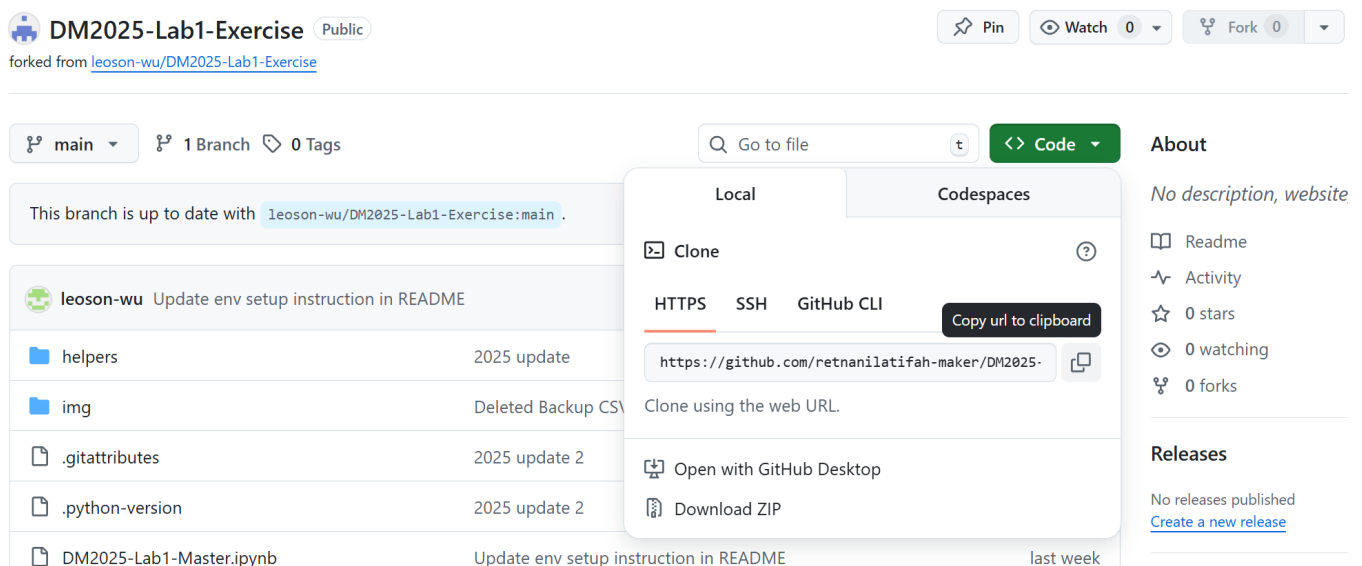 DM2025-Lab1-Exercise Public Pin Watch 0 Fork 0
forked from leoson-wu/DM2025-Lab1-Exercise
main 1 Branch 0 Tags Go to file t Code
This branch is up to date with leoson-wu/DM2025-Lab1-Exercise:main .
leoson-wu Update env setup instruction in README
helpers 2025 update
img Deleted Backup CSV
.gitattributes 2025 update 2
.python-version 2025 update 2
DM2025-Lab1-Master.ipynb Update env setup instruction in README last week
Local Codespaces
Clone
HTTPS SSH GitHub CLI
Copy url to clipboard
https://github.com/retnanilatifah-maker/DM2025-
Clone using the web URL.
Open with GitHub Desktop
Download ZIP
About
No description, website,
Readme
Activity
0 stars
0 watching
0 forks
Releases
No releases published
Create a new release